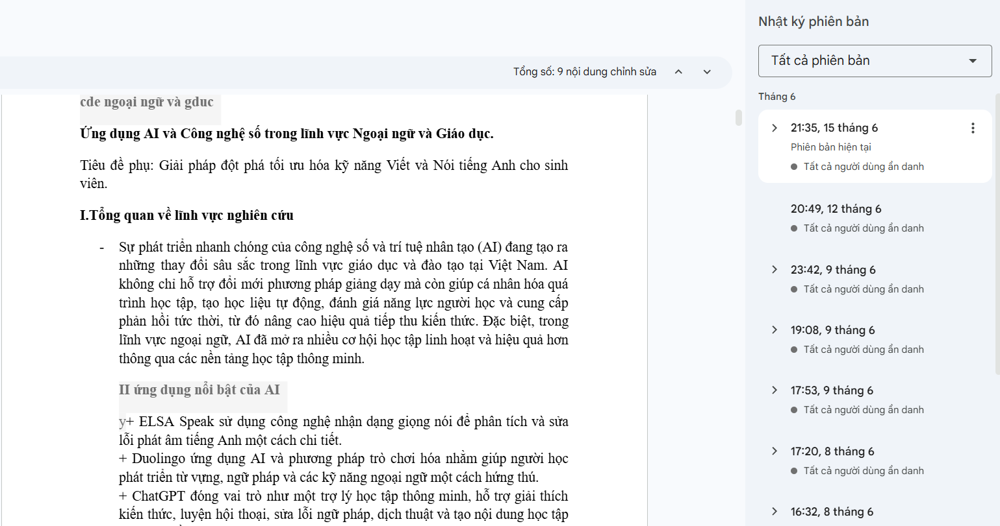 Nhật ký phiên bản
Tất cả phiên bản
Tổng số: 9 nội dung chỉnh sửa
cde ngoại ngữ và gduc
Ứng dụng AI và Công nghệ số trong lĩnh vực Ngoại ngữ và Giáo dục.
Tiêu đề phụ: Giải pháp đột phá tối ưu hóa kỹ năng Viết và Nói tiếng Anh cho sinh
viên.
I.Tổng quan về lĩnh vực nghiên cứu
- Sự phát triển nhanh chóng của công nghệ số và trí tuệ nhân tạo (AI) đang tạo ra
những thay đổi sâu sắc trong lĩnh vực giáo dục và đào tạo tại Việt Nam. AI
không chỉ hỗ trợ đổi mới phương pháp giảng dạy mà còn giúp cá nhân hóa quá
trình học tập, tạo học liệu tự động, đánh giá năng lực người học và cung cấp
phản hồi tức thời, từ đó nâng cao hiệu quả tiếp thu kiến thức. Đặc biệt, trong
lĩnh vực ngoại ngữ, AI đã mở ra nhiều cơ hội học tập linh hoạt và hiệu quả hơn
thông qua các nền tảng học tập thông minh.
II ứng dụng nổi bật của AI
y+ ELSA Speak sử dụng công nghệ nhận dạng giọng nói để phân tích và sửa
lỗi phát âm tiếng Anh một cách chi tiết.
+ Duolingo ứng dụng AI và phương pháp trò chơi hóa nhằm giúp người học
phát triển từ vựng, ngữ pháp và các kỹ năng ngoại ngữ một cách hứng thú.
+ ChatGPT đóng vai trò như một trợ lý học tập thông minh, hỗ trợ giải thích
kiến thức, luyện hội thoại, sửa lỗi ngữ pháp, dịch thuật và tạo nội dung học tập
Tháng 6
21:35, 15 tháng 6
Phiên bản hiện tại
Tất cả người dùng ẩn danh
20:49, 12 tháng 6
Tất cả người dùng ẩn danh
23:42, 9 tháng 6
Tất cả người dùng ẩn danh
19:08, 9 tháng 6
Tất cả người dùng ẩn danh
17:53, 9 tháng 6
Tất cả người dùng ẩn danh
17:20, 8 tháng 6
Tất cả người dùng ẩn danh
16:32, 8 tháng 6